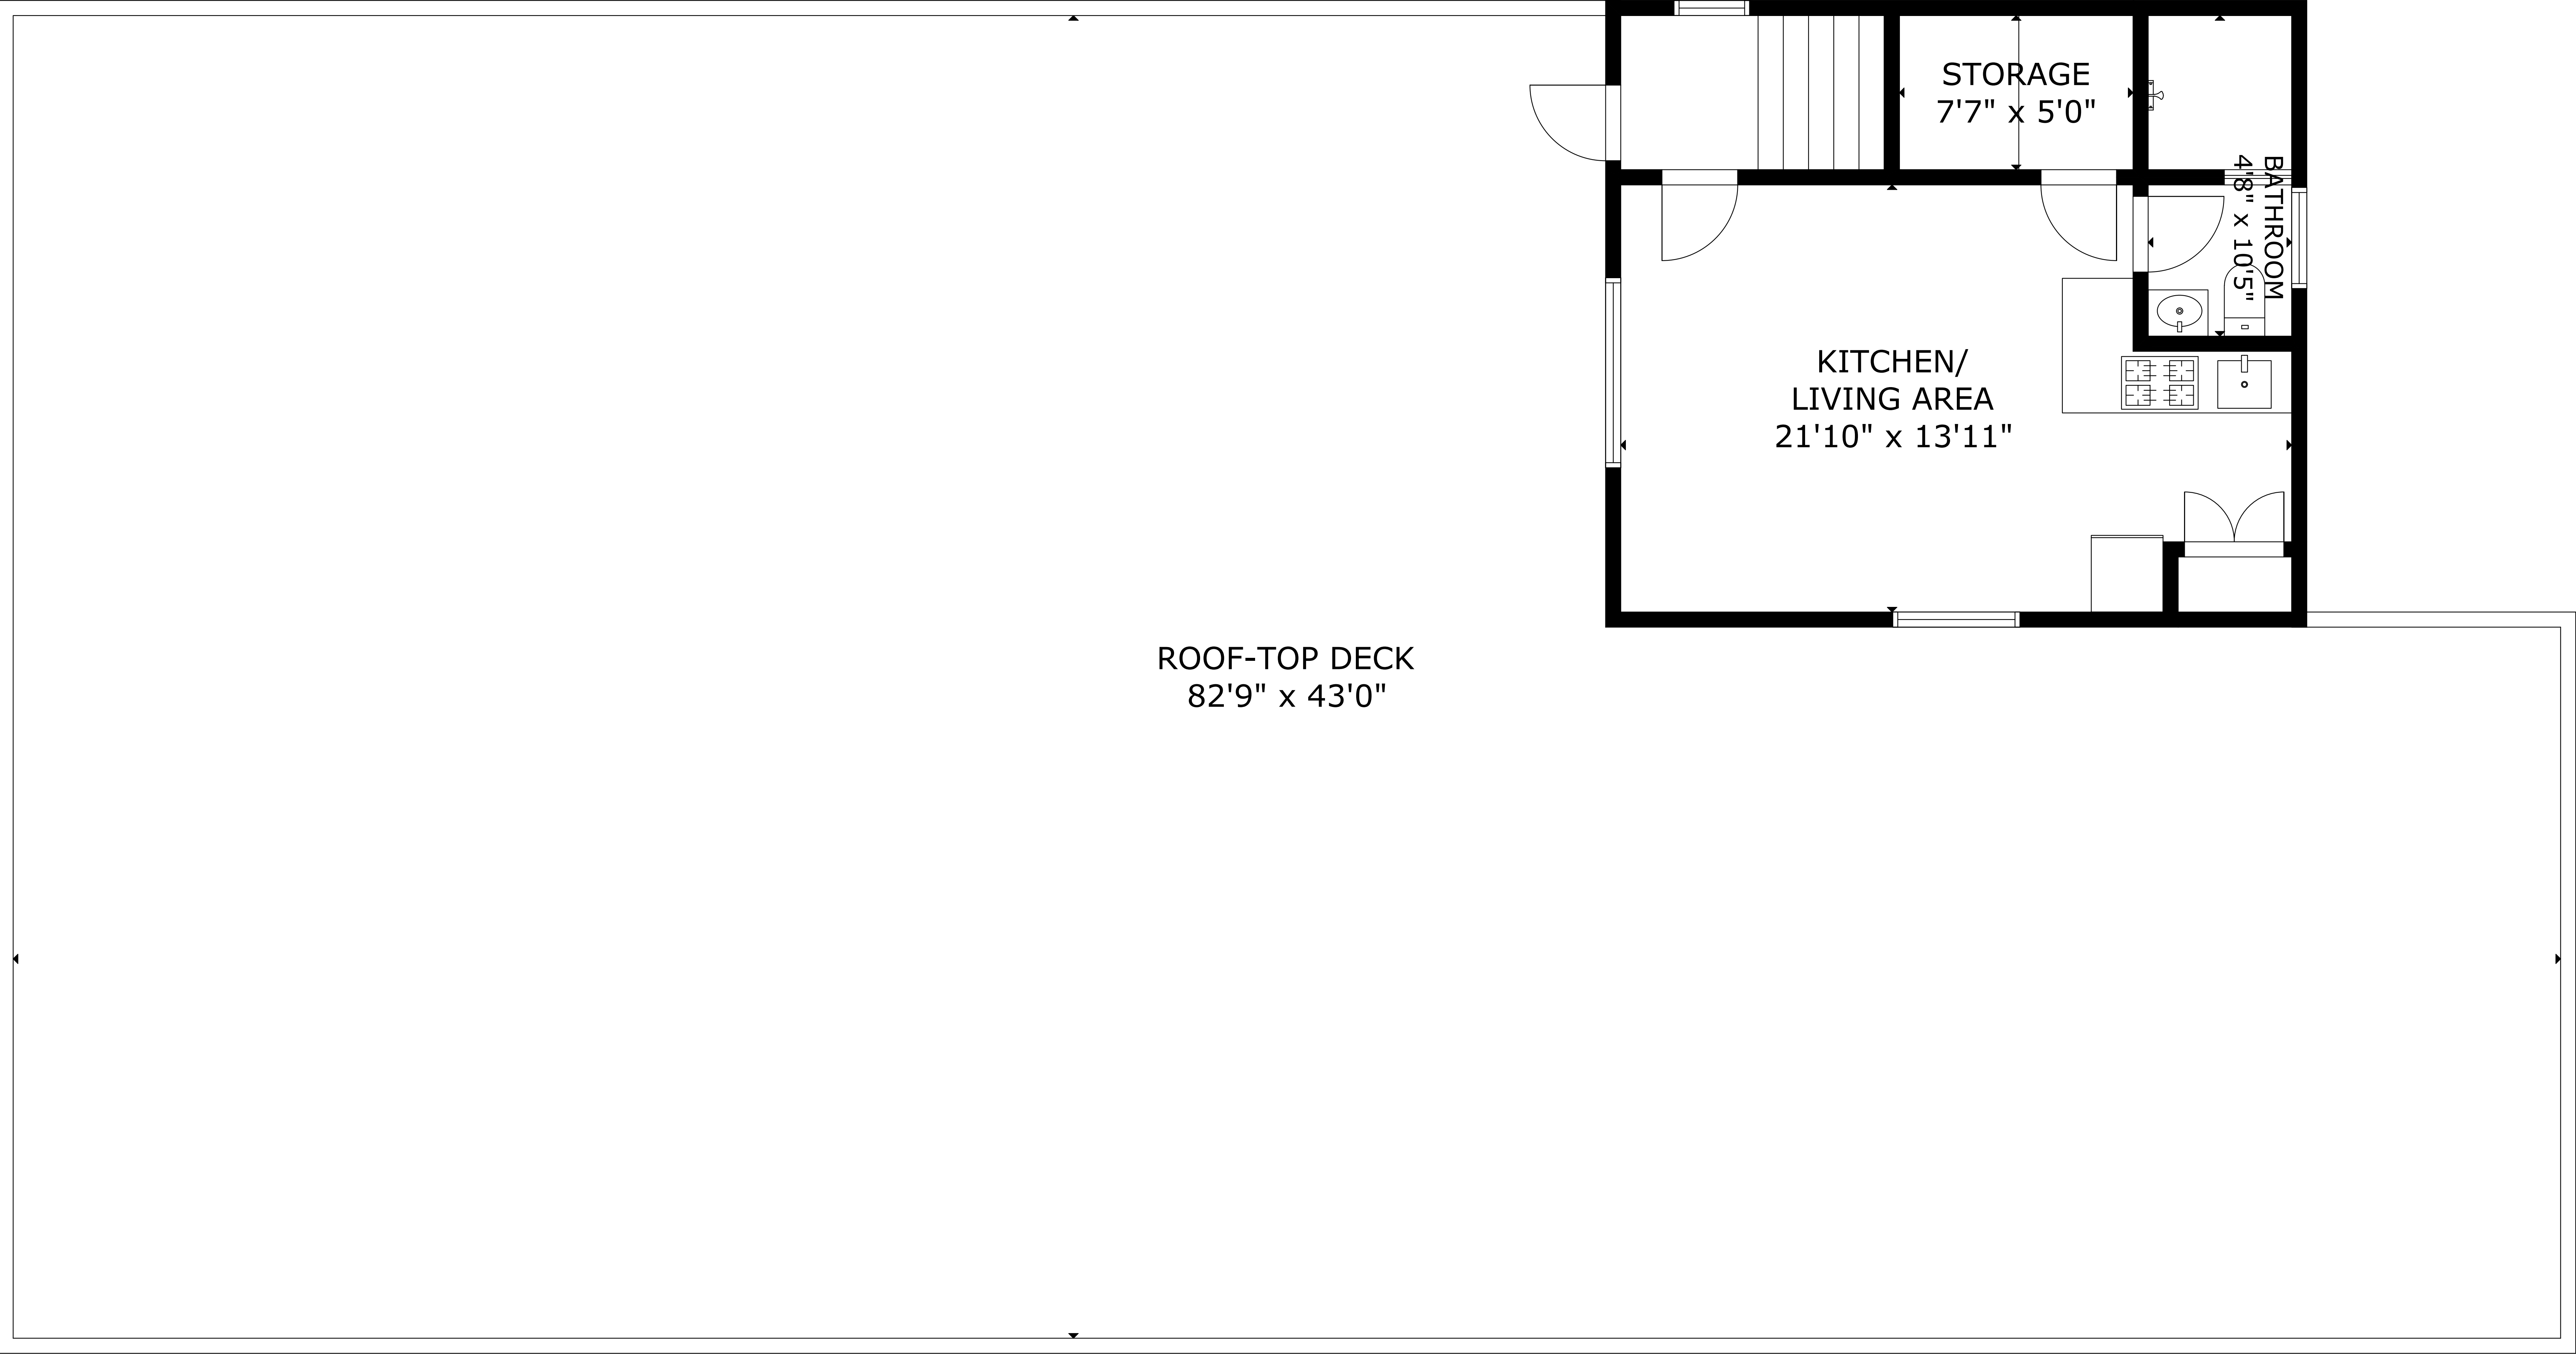 STORAGE
7'7" x 5'0"
BATHROOM
4'8" x 10'5"
KITCHEN/
LIVING AREA
21'10" x 13'11"
ROOF-TOP DECK
82'9" x 43'0"